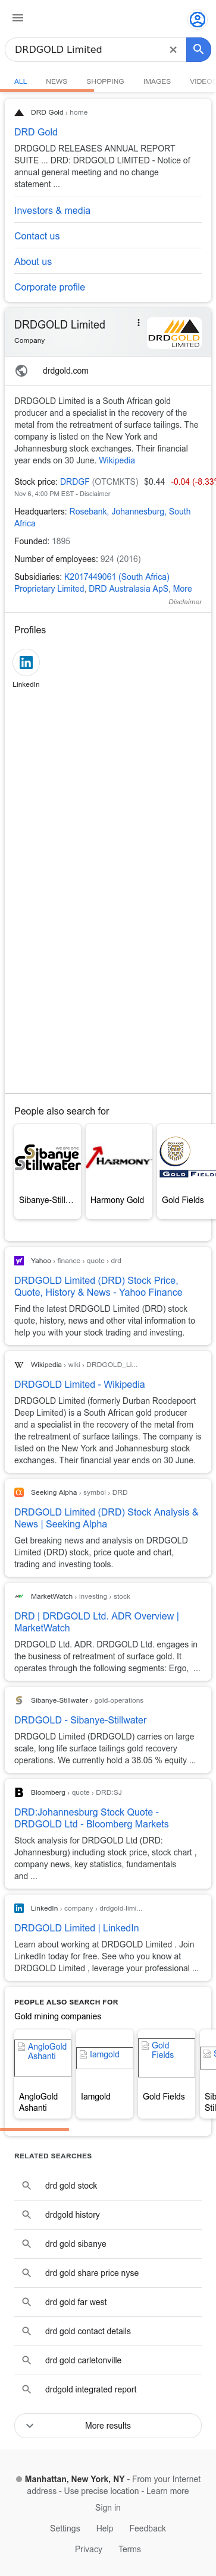 DRDGOLD Limited
ALL NEWS SHOPPING IMAGES VIDEO
DRD Gold › home
DRD Gold
DRDGOLD RELEASES ANNUAL REPORT
SUITE ... DRD: DRDGOLD LIMITED - Notice of
annual general meeting and no change
statement ...
Investors & media
Contact us
About us
Corporate profile
DRDGOLD Limited
Company
DRDGOLD
LIMITED
drdgold.com
DRDGOLD Limited is a South African gold
producer and a specialist in the recovery of the
metal from the retreatment of surface tailings. The
company is listed on the New York and
Johannesburg stock exchanges. Their financial
year ends on 30 June. Wikipedia
Stock price: DRDGF (OTCMKTS) $0.44 -0.04 (-8.33%
Nov 6, 4:00 PM EST - Disclaimer
Headquarters: Rosebank, Johannesburg, South
Africa
Founded: 1895
Number of employees: 924 (2016)
Subsidiaries: K2017449061 (South Africa)
Proprietary Limited, DRD Australasia ApS, More
Disclaimer
Profiles
LinkedIn
People also search for
Sibanye
Stillwater
HARMONY
GOLD FIELDS
Sibanye-Still...
Harmony Gold
Gold Fields
Yahoo › finance › quote › drd
DRDGOLD Limited (DRD) Stock Price,
Quote, History & News - Yahoo Finance
Find the latest DRDGOLD Limited (DRD) stock
quote, history, news and other vital information to
help you with your stock trading and investing.
Wikipedia › wiki › DRDGOLD_Li...
DRDGOLD Limited - Wikipedia
DRDGOLD Limited (formerly Durban Roodepoort
Deep Limited) is a South African gold producer
and a specialist in the recovery of the metal from
the retreatment of surface tailings. The company is
listed on the New York and Johannesburg stock
exchanges. Their financial year ends on 30 June.
Seeking Alpha › symbol › DRD
DRDGOLD Limited (DRD) Stock Analysis &
News | Seeking Alpha
Get breaking news and analysis on DRDGOLD
Limited (DRD) stock, price quote and chart,
trading and investing tools.
MarketWatch › investing › stock
DRD | DRDGOLD Ltd. ADR Overview |
MarketWatch
DRDGOLD Ltd. ADR. DRDGOLD Ltd. engages in
the business of retreatment of surface gold. It
operates through the following segments: Ergo, ...
Sibanye-Stillwater › gold-operations
DRDGOLD - Sibanye-Stillwater
DRDGOLD Limited (DRDGOLD) carries on large
scale, long life surface tailings gold recovery
operations. We currently hold a 38.05 % equity ...
Bloomberg › quote › DRD:SJ
DRD:Johannesburg Stock Quote -
DRDGOLD Ltd - Bloomberg Markets
Stock analysis for DRDGOLD Ltd (DRD:
Johannesburg) including stock price, stock chart ,
company news, key statistics, fundamentals
and ...
LinkedIn › company › drdgold-limi...
DRDGOLD Limited | LinkedIn
Learn about working at DRDGOLD Limited . Join
LinkedIn today for free. See who you know at
DRDGOLD Limited , leverage your professional ...
PEOPLE ALSO SEARCH FOR
Gold mining companies
AngloGold
Ashanti
Iamgold
Gold
Fields
S
AngloGold
Ashanti
Iamgold
Gold Fields
Sib
Stil
RELATED SEARCHES
drd gold stock
drdgold history
drd gold sibanye
drd gold share price nyse
drd gold far west
drd gold contact details
drd gold carletonville
drdgold integrated report
More results
Manhattan, New York, NY - From your Internet
address - Use precise location - Learn more
Sign in
Settings Help Feedback
Privacy Terms